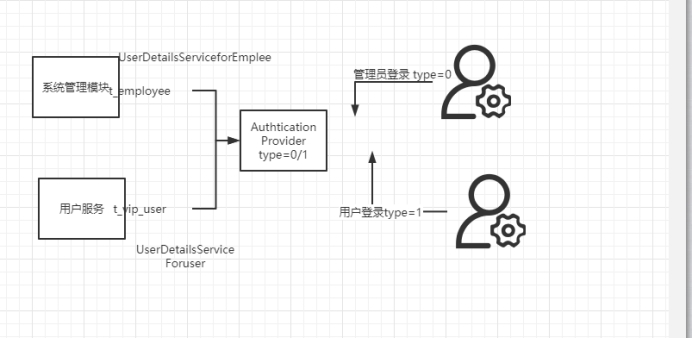 UserDetailsServiceforEmplee
系统管理模块
t_employee
管理员登录 type=0
Authtication
Provider
type=0/1
用户服务
t_vip_user
用户登录type=1
UserDetailsService
Foruser